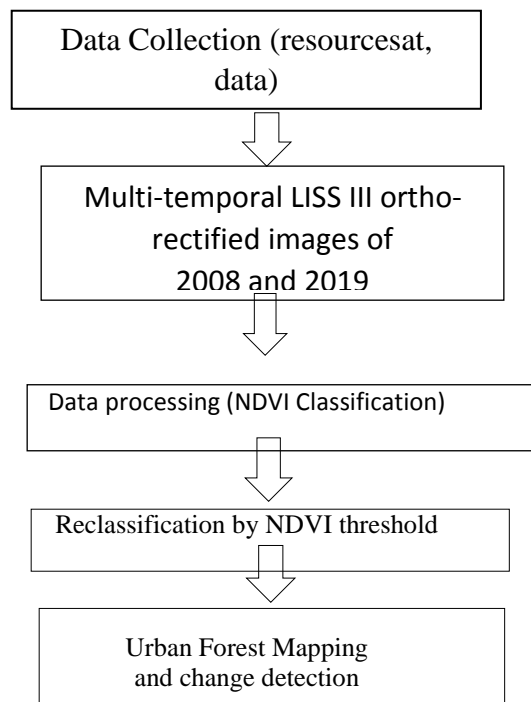 Data Collection (resourcesat,
data)
Multi-temporal LISS III ortho-
rectified images of
2008 and 2019
Data processing (NDVI Classification)
Reclassification by NDVI threshold
Urban Forest Mapping
and change detection